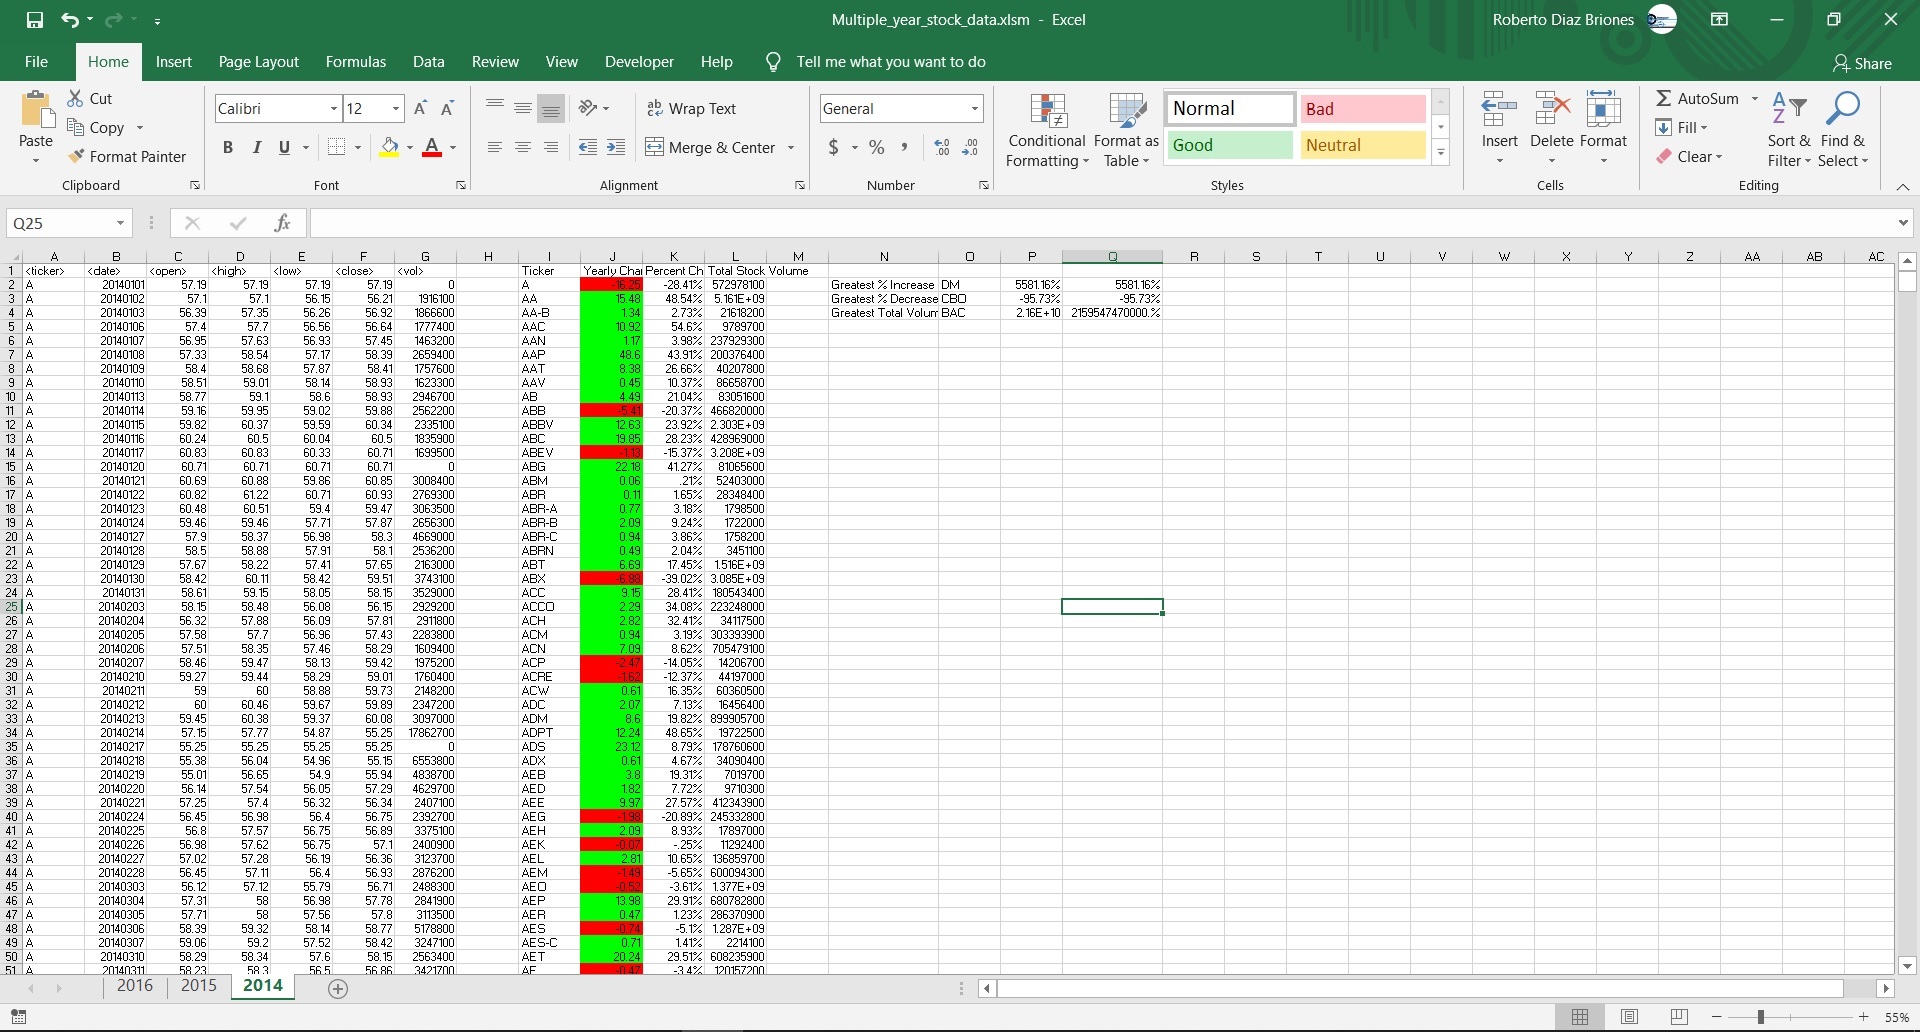 Multiple_year_stock_data.xlsm - Excel
Roberto Diaz Briones
File Home Insert Page Layout Formulas Data Review View Developer Help Tell me what you want to do
Share
Paste
Cut
Copy
Format Painter
Clipboard
Calibri 12
B I U
Font
Wrap Text
Merge & Center
Alignment
General
$ % ,
Number
Conditional Formatting
Format as Table
Normal Bad
Good Neutral
Styles
Insert Delete Format
Cells
AutoSum
Fill
Clear
Sort & Filter
Find & Select
Editing
Q25
fx
A B C D E F G H I J K L M N O P Q R S T U V W X Y Z AA AB AC
1 <ticker> <date> <open> <high> <low> <close> <vol> Ticker Yearly Chan Percent Ch Total Stock Volume
2 A 20140101 57.19 57.19 57.19 57.19 0 A -16.25 -28.41% 572978100 Greatest % Increase DM 5581.16% 5581.16%
3 A 20140102 57.1 57.1 56.15 56.21 1916100 AA 15.48 48.54% 5.161E+09 Greatest % Decrease CBO -95.73% -95.73%
4 A 20140103 56.39 57.35 56.26 56.92 1866600 AA-B 1.34 2.73% 21618200 Greatest Total Volum BAC 2.16E+10 2159547470000.%
5 A 20140106 57.4 57.7 56.56 56.64 1777400 AAC 10.92 54.6% 9789700
6 A 20140107 56.95 57.63 56.93 57.45 1463200 AAN 1.17 3.98% 237929300
7 A 20140108 57.33 58.54 57.17 58.39 2659400 AAP 48.6 43.91% 200376400
8 A 20140109 58.4 58.68 57.87 58.41 1757600 AAT 8.38 26.66% 40207800
9 A 20140110 58.51 59.01 58.14 58.93 1623300 AAV 0.45 10.37% 86658700
10 A 20140113 58.77 59.1 58.6 58.93 2946700 AB 4.49 21.04% 83051600
11 A 20140114 59.16 59.95 59.02 59.88 2562200 ABB -5.41 -20.37% 466820000
12 A 20140115 59.82 60.37 59.59 60.34 2335100 ABBV 12.63 23.92% 2.303E+09
13 A 20140116 60.24 60.5 60.04 60.5 1835900 ABC 19.85 28.23% 428969000
14 A 20140117 60.83 60.83 60.33 60.71 1699500 ABEV -1.13 -15.37% 3.208E+09
15 A 20140120 60.71 60.71 60.71 60.71 0 ABG 22.18 41.27% 81065600
16 A 20140121 60.69 60.88 59.86 60.85 3008400 ABM 0.06 .21% 52403000
17 A 20140122 60.82 61.22 60.71 60.93 2769300 ABR 0.11 1.65% 28348400
18 A 20140123 60.48 60.51 59.4 59.47 3063500 ABR-A 0.77 3.18% 1798500
19 A 20140124 59.46 59.46 57.71 57.87 2656300 ABR-B 2.09 9.24% 1722000
20 A 20140127 57.9 58.37 56.98 58.3 4669000 ABR-C 0.94 3.86% 1758200
21 A 20140128 58.5 58.88 57.91 58.1 2536200 ABRN 0.49 2.04% 3451100
22 A 20140129 57.67 58.22 57.41 57.65 2163000 ABT 6.69 17.45% 1.516E+09
23 A 20140130 58.42 60.11 58.42 59.51 3743100 ABX -6.88 -39.02% 3.085E+09
24 A 20140131 58.61 59.15 58.05 58.15 3529000 ACC 9.15 28.41% 180543400
25 A 20140203 58.15 58.48 56.08 56.15 2929200 ACCO 2.29 34.08% 223248000
26 A 20140204 56.32 57.88 56.09 57.81 2911800 ACH 2.82 32.41% 34117500
27 A 20140205 57.58 57.7 56.96 57.43 2283800 ACM 0.94 3.19% 303393900
28 A 20140206 57.51 58.35 57.46 58.29 1609400 ACN 7.09 8.62% 705479100
29 A 20140207 58.46 59.47 58.13 59.42 1975200 ACP -2.47 -14.05% 14206700
30 A 20140210 59.27 59.44 58.29 59.01 1760400 ACRE -1.62 -12.37% 44197000
31 A 20140211 59 60 58.88 59.73 2148200 ACW 0.61 16.35% 60360500
32 A 20140212 60 60.46 59.67 59.89 2347200 ADC 2.07 7.13% 16456400
33 A 20140213 59.45 60.38 59.37 60.08 3097000 ADM 8.6 19.82% 899905700
34 A 20140214 57.15 57.77 54.87 55.25 17862700 ADPT 12.24 48.65% 19722500
35 A 20140217 55.25 55.25 55.25 55.25 0 ADS 23.12 8.79% 178760600
36 A 20140218 55.38 56.04 54.96 55.15 6553800 ADX 0.61 4.67% 34090400
37 A 20140219 55.01 56.65 54.9 55.94 4838700 AEB 3.8 19.31% 7019700
38 A 20140220 56.14 57.54 56.05 57.29 4629700 AED 1.82 7.72% 9710300
39 A 20140221 57.25 57.4 56.32 56.34 2407100 AEE 9.97 27.57% 412343900
40 A 20140224 56.45 56.98 56.4 56.75 2392700 AEG -1.98 -20.89% 245332800
41 A 20140225 56.8 57.57 56.75 56.89 3375100 AEH 2.09 8.93% 17897000
42 A 20140226 56.98 57.62 56.75 57.1 2400900 AEK -0.07 -.25% 11292400
43 A 20140227 57.02 57.28 56.19 56.36 3123700 AEL 2.81 10.65% 136859700
44 A 20140228 56.45 57.11 56.4 56.93 2876200 AEM -1.49 -5.65% 600094300
45 A 20140303 56.12 57.12 55.79 56.71 2488300 AEO -0.52 -3.61% 1.377E+09
46 A 20140304 57.31 58 56.98 57.78 2841900 AEP 13.98 29.91% 680782800
47 A 20140305 57.71 58 57.56 57.8 3113500 AER 0.47 1.23% 286370900
48 A 20140306 58.39 59.32 58.14 58.77 5178800 AES -0.74 -5.1% 1.287E+09
49 A 20140307 59.06 59.2 57.52 58.42 3247100 AES-C 0.71 1.41% 2214100
50 A 20140310 58.29 58.34 57.6 58.15 2563400 AET 20.24 29.51% 608235900
51 A 20140311 58.23 58.3 56.5 56.86 3421700 AF -0.47 -3.4% 120157200
2016 2015 2014
55%